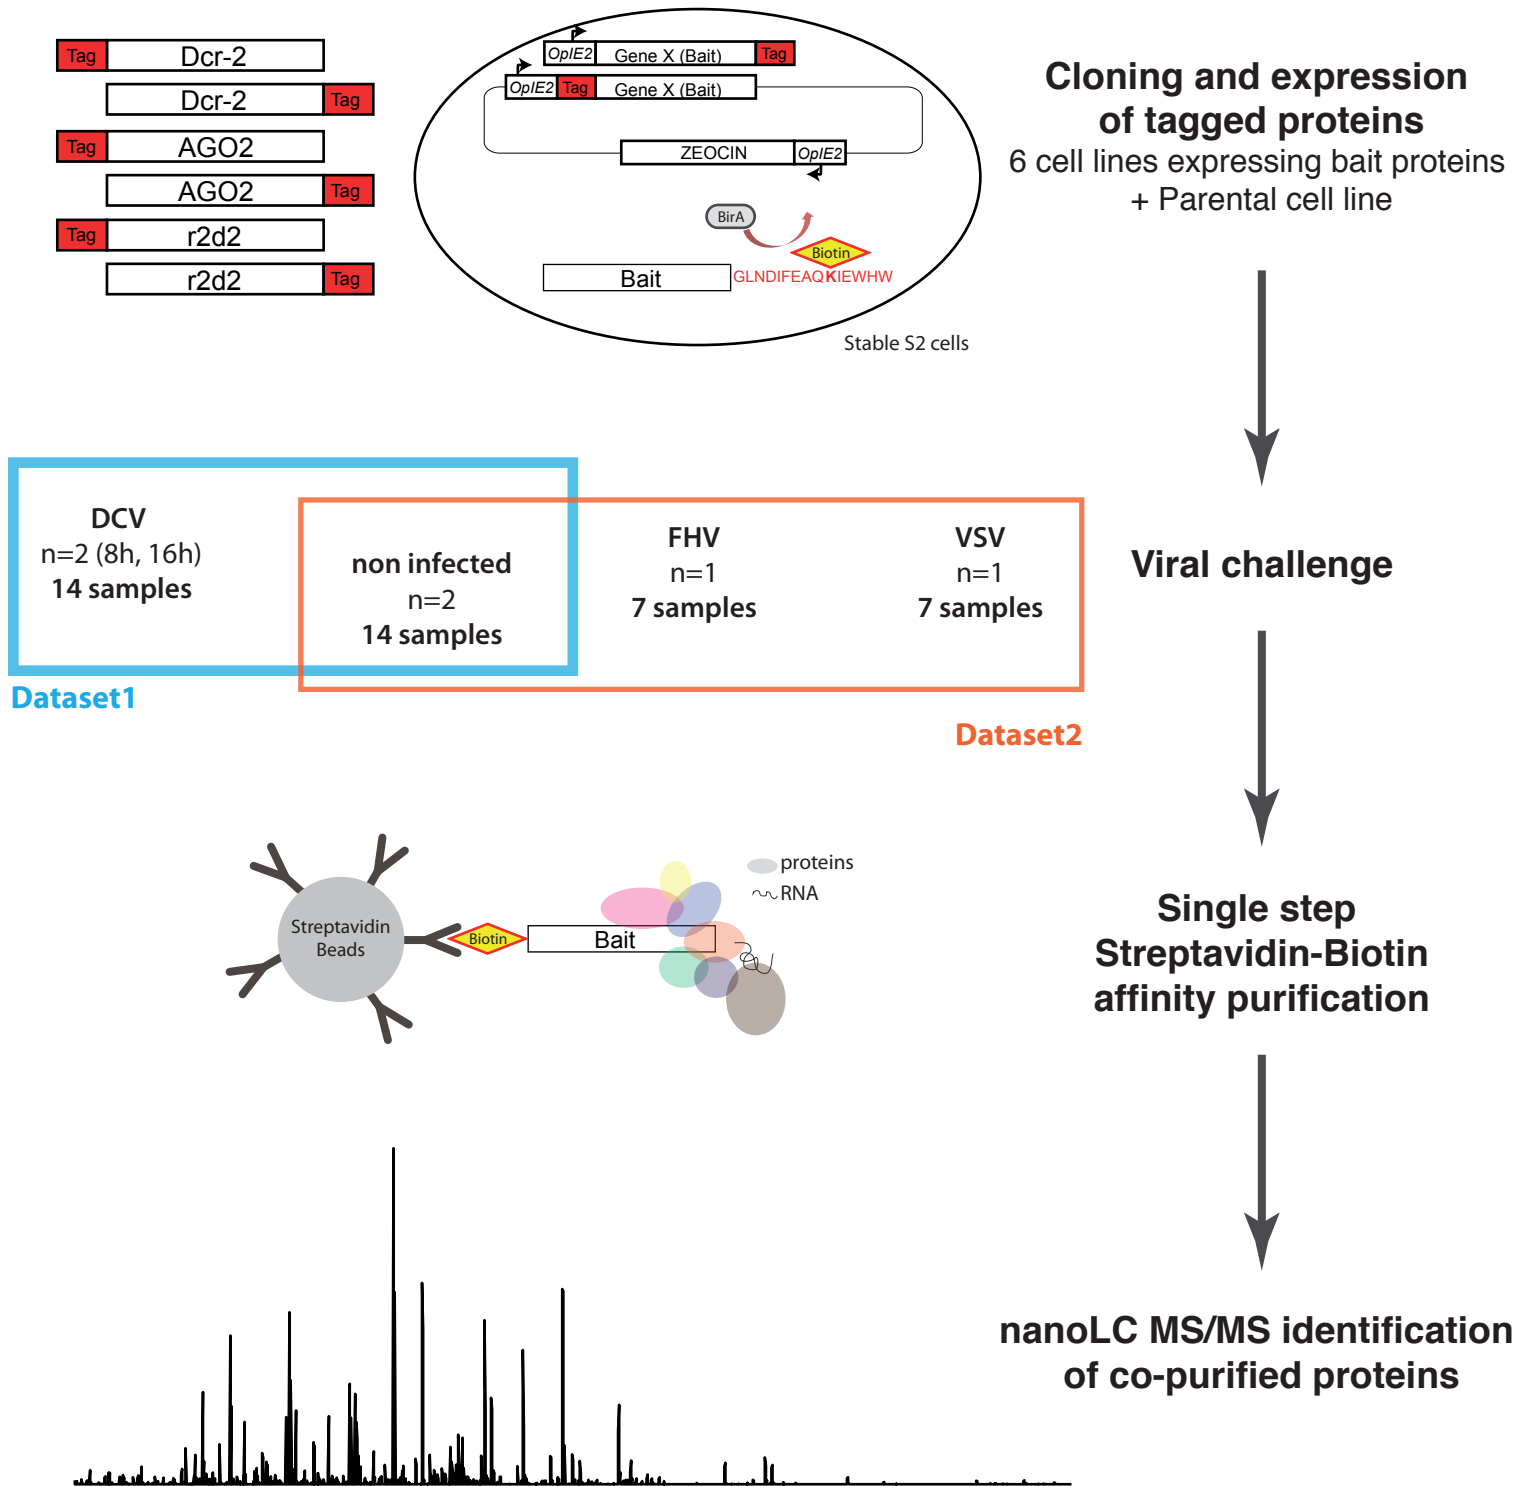 Tag Dcr-2
Dcr-2 Tag
Tag AGO2
AGO2 Tag
Tag r2d2
r2d2 Tag
OpIE2 Gene X (Bait) Tag
OpIE2 Tag Gene X (Bait)
ZEOCIN OpIE2
BirA
Biotin
Bait GLNDIFEAQKIEWHW
Stable S2 cells
Cloning and expression
of tagged proteins
6 cell lines expressing bait proteins
+ Parental cell line
DCV
n=2 (8h, 16h)
14 samples
non infected
n=2
14 samples
FHV
n=1
7 samples
VSV
n=1
7 samples
Dataset1
Dataset2
Viral challenge
Streptavidin
Beads
Biotin
Bait
proteins
RNA
Single step
Streptavidin-Biotin
affinity purification
nanoLC MS/MS identification
of co-purified proteins